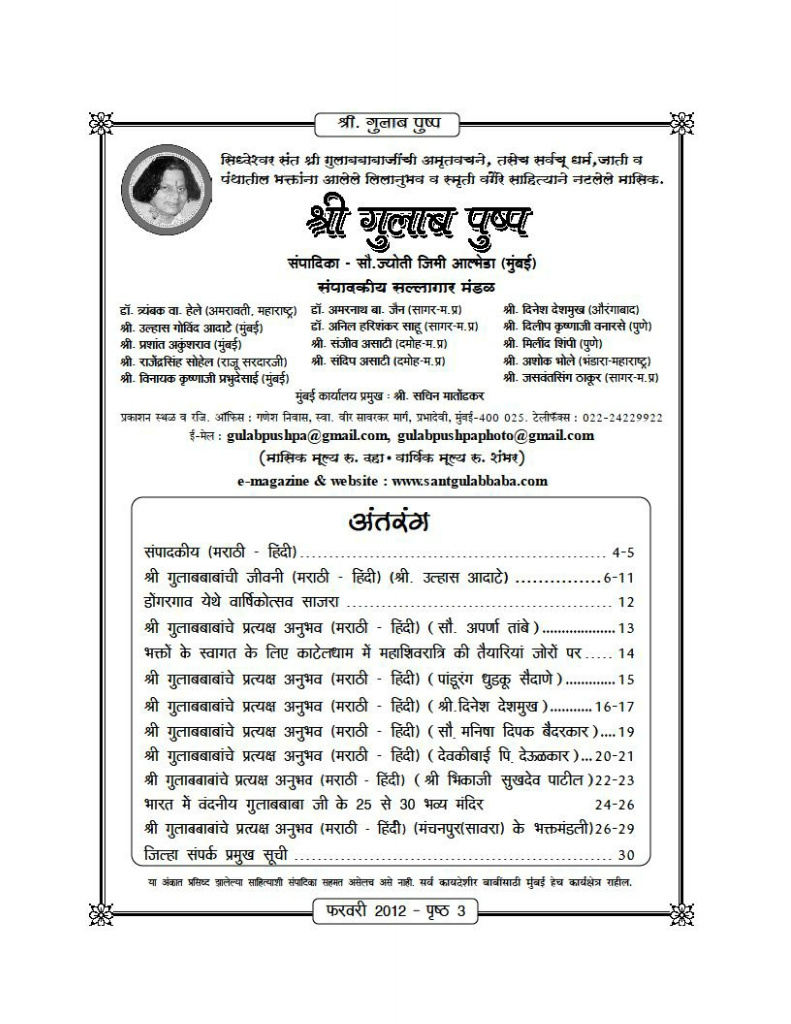 श्री. गुलाब पुष्प
सिध्देश्वर संत श्री गुलाबबाबाजींची अमृतवचने, तसेच सर्वच् धर्म,जाती व
पंथातील भक्तांना आलेले लिलानुभव व स्मृती वगैरे साहित्याने नटलेले मासिक.
श्री गुलाब पुष्प
संपादिका - सौ.ज्योती जिमी आल्मेडा (मुंबई)
संपादकीय सल्लागार मंडळ
डॉ. त्र्यंबक वा. हेले (अमरावती, महाराष्ट्र) डॉ. अमरनाथ बा. जैन (सागर-म.प्र) श्री. दिनेश देशमुख (औरंगाबाद)
श्री. उल्हास गोविंद आदाटे (मुंबई) डॉ. अनिल हरिशंकर साहू (सागर-म.प्र) श्री. दिलीप कृष्णाजी वनारसे (पुणे)
श्री. प्रशांत अकुंशराव (मुंबई) श्री. संजीव असाटी (दमोह-म.प्र) श्री. मिलींद शिंपी (पुणे)
श्री. राजेंद्रसिंह सोहेल (राजू सरदारजी) श्री. संदिप असाटी (दमोह-म.प्र) श्री. अशोक भोले (भंडारा-महाराष्ट्र)
श्री. विनायक कृष्णाजी प्रभुदेसाई (मुंबई) श्री. जसवंतसिंग ठाकूर (सागर-म.प्र)
मुंबई कार्यालय प्रमुख : श्री. सचिन मातोंडकर
प्रकाशन स्थळ व रजि. ऑफिस : गणेश निवास, स्वा. वीर सावरकर मार्ग, प्रभादेवी, मुंबई-400 025. टेलीफॅक्स : 022-24229922
ई-मेल : gulabpushpa@gmail.com, gulabpushpaphoto@gmail.com
(मासिक मूल्य रु. दहा • वार्षिक मूल्य रु. शंभर)
e-magazine & website : www.santgulabbaba.com
अंतरंग
संपादकीय (मराठी - हिंदी)........................................ 4-5
श्री गुलाबबाबांची जीवनी (मराठी - हिंदी) (श्री. उल्हास आदाटे) ...............6-11
डोंगरगाव येथे वार्षिकोत्सव साजरा ....................................... 12
श्री गुलाबबाबांचे प्रत्यक्ष अनुभव (मराठी - हिंदी) ( सौ. अपर्णा तांबे )................... 13
भक्तों के स्वागत के लिए काटेलधाम में महाशिवरात्रि की तैयारियां जोरों पर..... 14
श्री गुलाबबाबांचे प्रत्यक्ष अनुभव (मराठी - हिंदी) ( पांडूरंग धुडकू सैदाणे )............. 15
श्री गुलाबबाबांचे प्रत्यक्ष अनुभव (मराठी - हिंदी) ( श्री.दिनेश देशमुख )........... 16-17
श्री गुलाबबाबांचे प्रत्यक्ष अनुभव (मराठी - हिंदी) ( सौ. मनिषा दिपक बैदरकार ).... 19
श्री गुलाबबाबांचे प्रत्यक्ष अनुभव (मराठी - हिंदी) ( देवकीबाई पि. देऊळकार )... 20-21
श्री गुलाबबाबांचे प्रत्यक्ष अनुभव (मराठी - हिंदी) ( श्री भिकाजी सुखदेव पाटील )22-23
भारत में वंदनीय गुलाबबाबा जी के 25 से 30 भव्य मंदिर 24-26
श्री गुलाबबाबांचे प्रत्यक्ष अनुभव (मराठी - हिंदी) (मंचनपुर(सावरा) के भक्तमंडली)26-29
जिल्हा संपर्क प्रमुख सूची ............................................... 30
या अंकात प्रसिष्ट झालेल्या साहित्याशी संपादिका सहमत असेलच असे नाही. सर्व कायदेशीर बाबींसाठी मुंबई हेच कार्यक्षेत्र राहील.
फरवरी 2012 - पृष्ठ 3